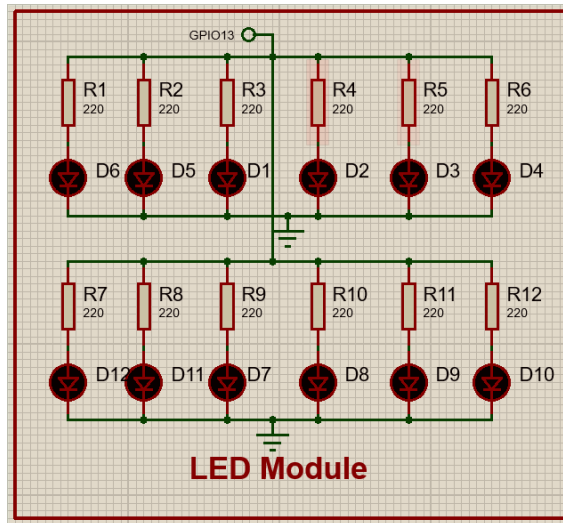 GPIO13
R1 R2 R3 R4 R5 R6
220 220 220 220 220 220
D6 D5 D1 D2 D3 D4
R7 R8 R9 R10 R11 R12
220 220 220 220 220 220
D12 D11 D7 D8 D9 D10
LED Module